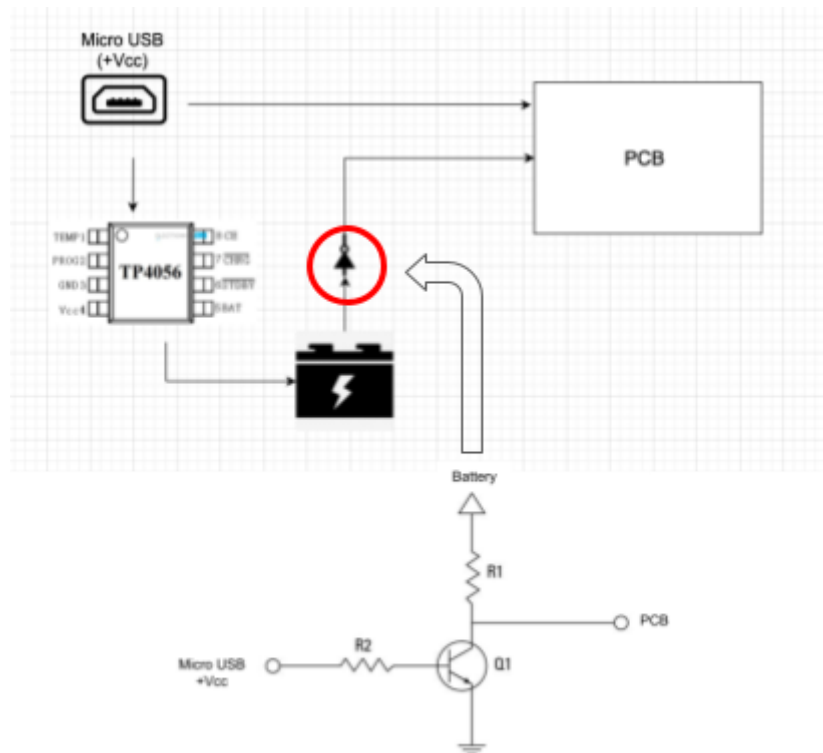 Micro USB
(+Vcc)
PCB
TEMP1
PROG2
GND3
Vcc4
TP4056
8 CE
7 CHRG
6 STDBY
5 BAT
Battery
R1
PCB
R2
Q1
Micro USB
+Vcc